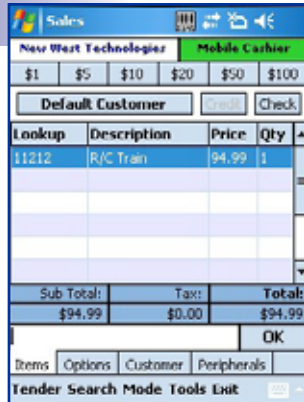 Sales
New West Technologies Mobile Cashier
$1 $5 $10 $20 $50 $100
Default Customer Credit Check
Lookup Description Price Qty
11212 R/C Train 94.99 1
Sub Total: Tax: Total:
$94.99 $0.00 $94.99
OK
Items Options Customer Peripherals
Tender Search Mode Tools Exit